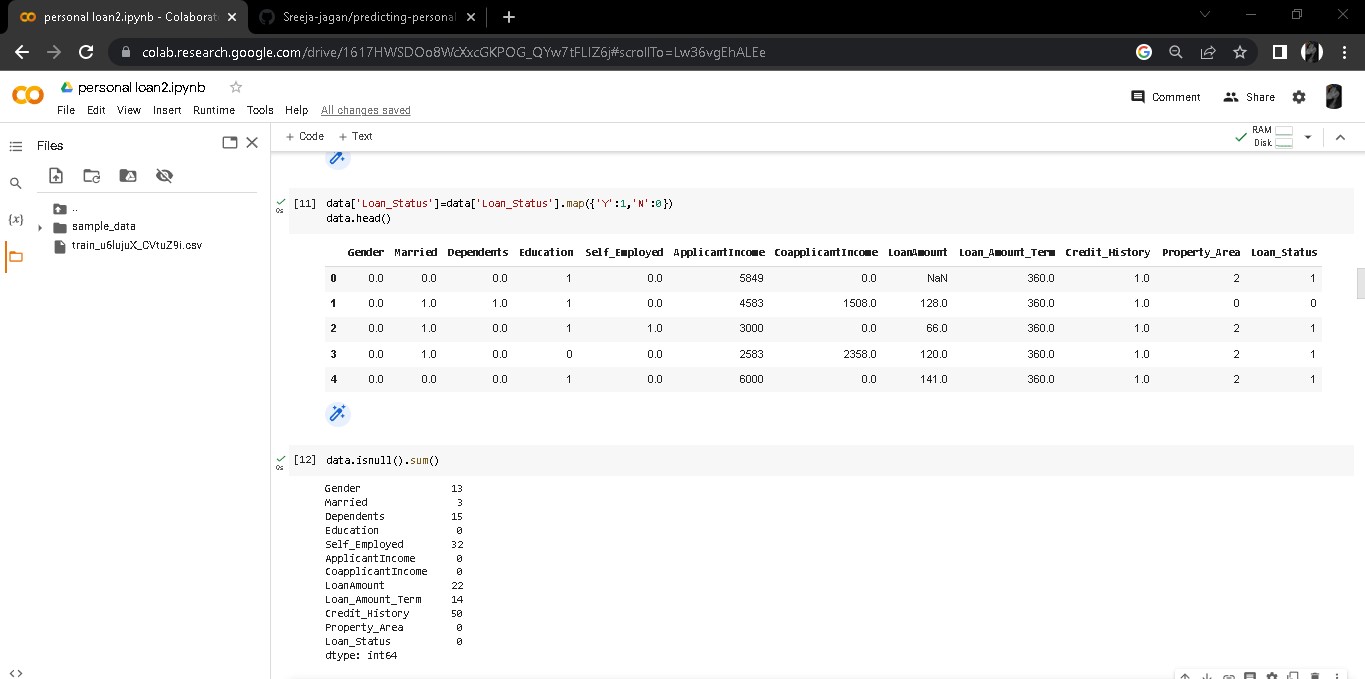 personal loan2.ipynb - Colaborat
Sreeja-jagan/predicting-personal
colab.research.google.com/drive/1617HWSDOo8WcXxcGKPOG_QYw7tFLIZ6j#scrollTo=Lw36vgEhALEe
personal loan2.ipynb
File Edit View Insert Runtime Tools Help All changes saved
Comment Share
Files
+ Code + Text
RAM
Disk
..
sample_data
train_u6lujuX_CVtuZ9i.csv
{x}
[11] data['Loan_Status']=data['Loan_Status'].map({'Y':1,'N':0})
0s
data.head()
Gender Married Dependents Education Self_Employed ApplicantIncome CoapplicantIncome LoanAmount Loan_Amount_Term Credit_History Property_Area Loan_Status
0 0.0 0.0 0.0 1 0.0 5849 0.0 NaN 360.0 1.0 2 1
1 0.0 1.0 1.0 1 0.0 4583 1508.0 128.0 360.0 1.0 0 0
2 0.0 1.0 0.0 1 1.0 3000 0.0 66.0 360.0 1.0 2 1
3 0.0 1.0 0.0 0 0.0 2583 2358.0 120.0 360.0 1.0 2 1
4 0.0 0.0 0.0 1 0.0 6000 0.0 141.0 360.0 1.0 2 1
[12] data.isnull().sum()
0s
Gender 13
Married 3
Dependents 15
Education 0
Self_Employed 32
ApplicantIncome 0
CoapplicantIncome 0
LoanAmount 22
Loan_Amount_Term 14
Credit_History 50
Property_Area 0
Loan_Status 0
dtype: int64